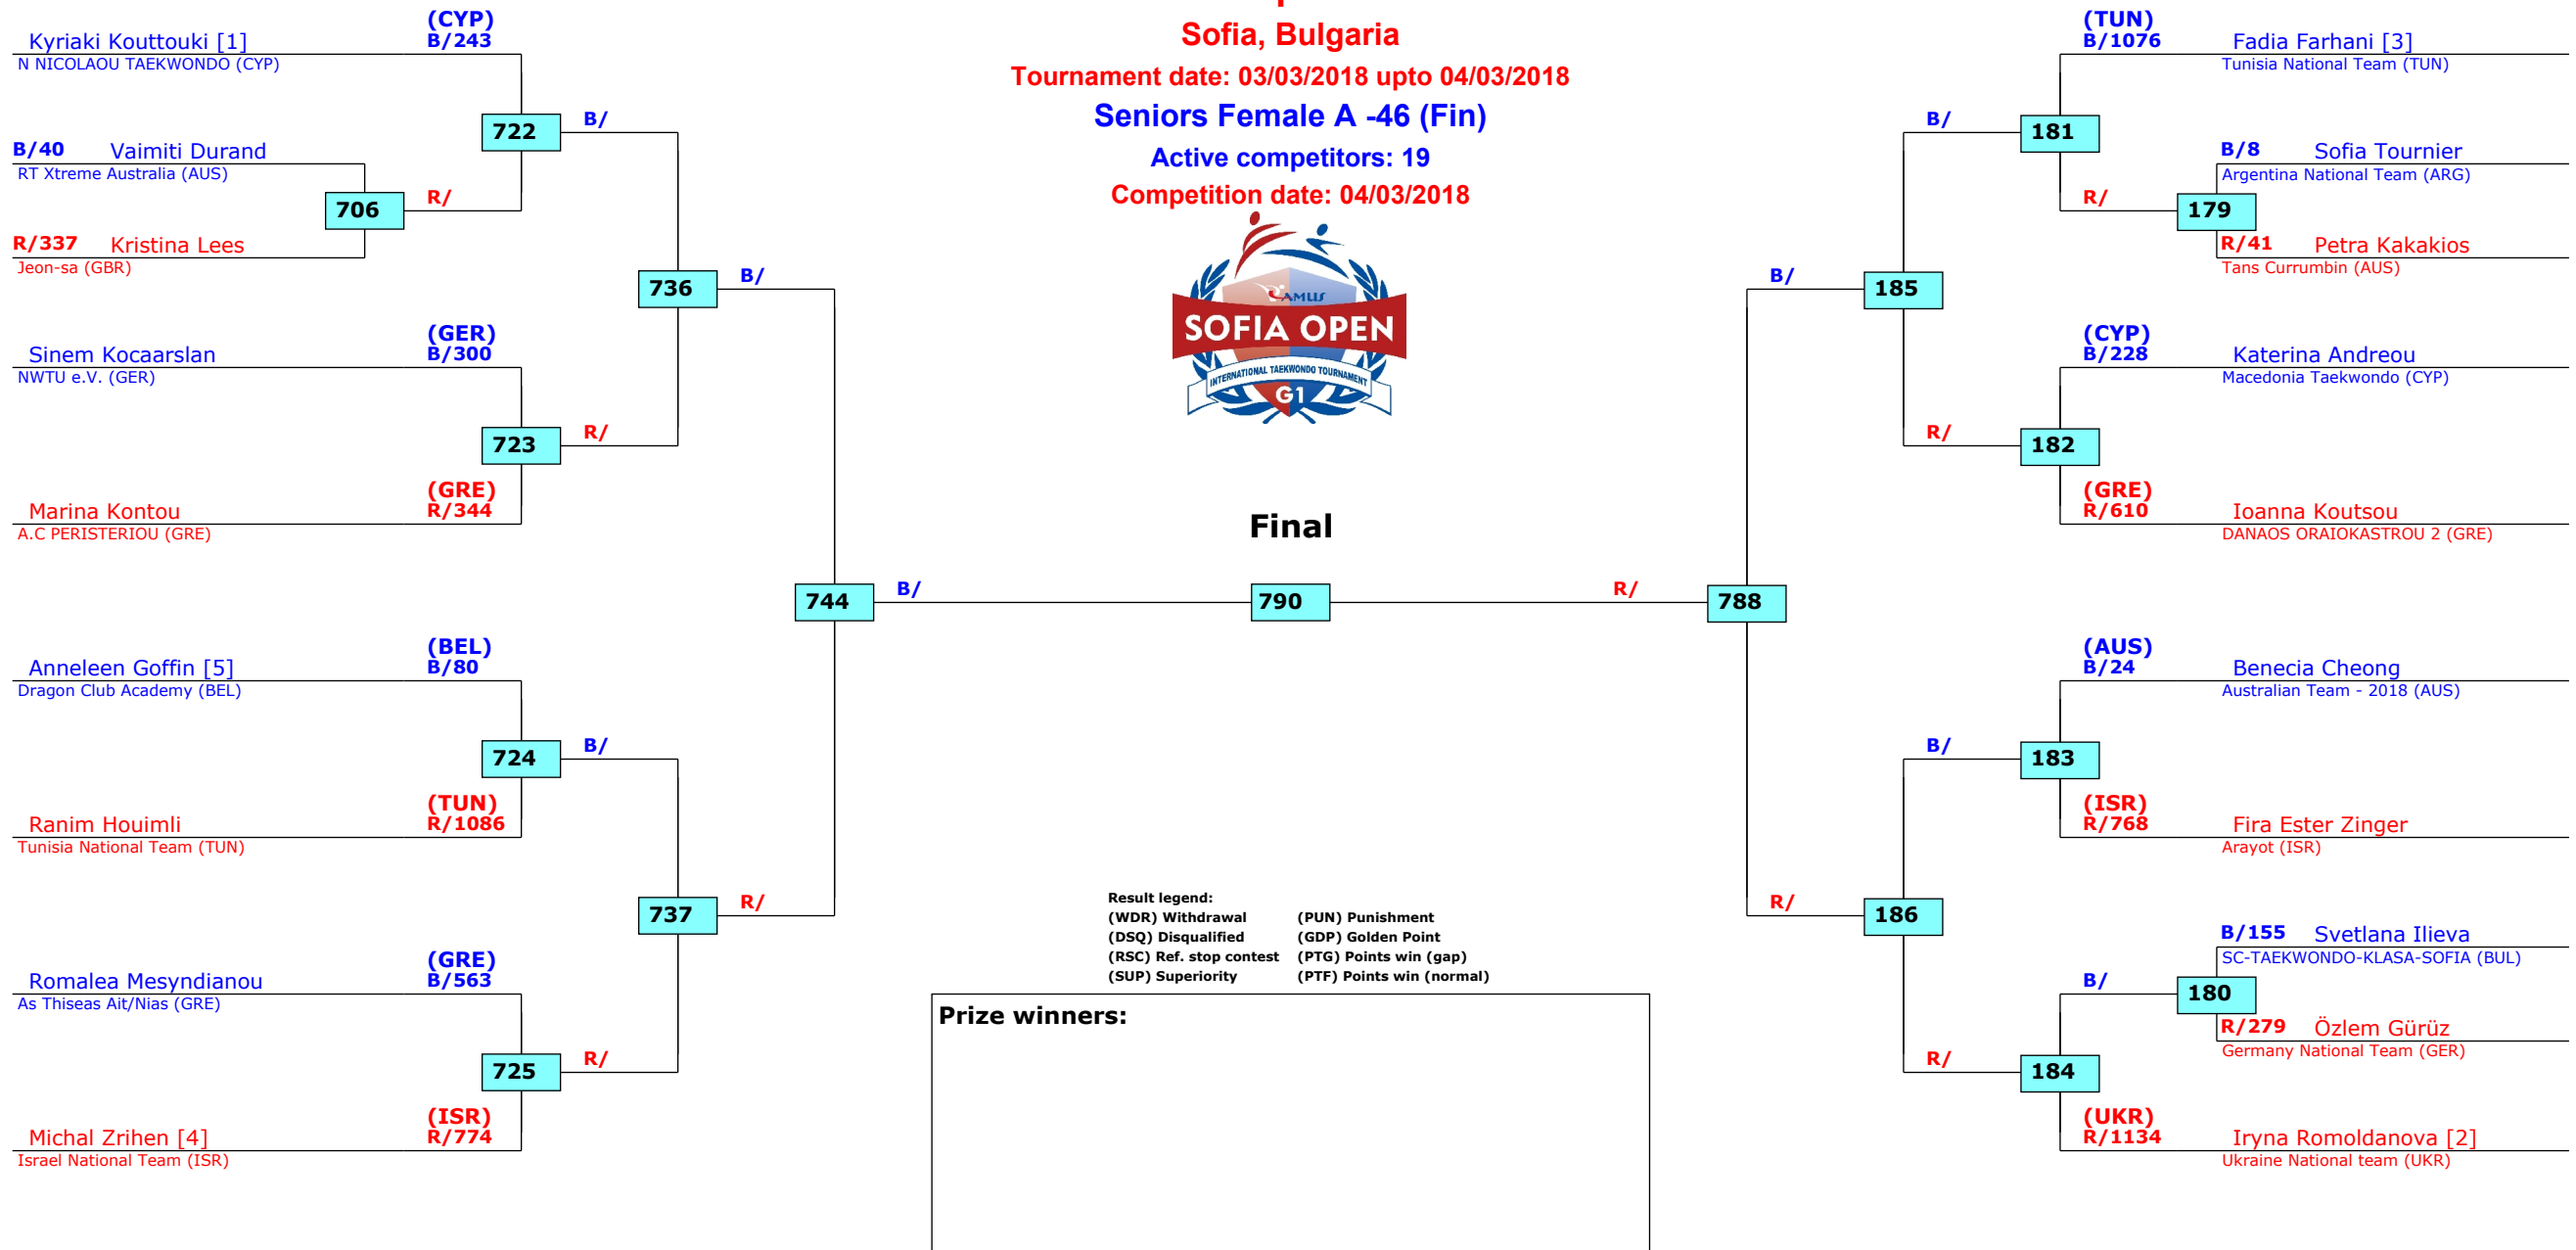 Sofia, Bulgaria
Tournament date: 03/03/2018 upto 04/03/2018
Seniors Female A -46 (Fin)
Active competitors: 19
Competition date: 04/03/2018
AMUS
SOFIA OPEN
INTERNATIONAL TAEKWONDO TOURNAMENT
G1
(CYP)
Kyriaki Kouttouki [1] B/243
N NICOLAOU TAEKWONDO (CYP)
722 B/
B/40 Vaimiti Durand
RT Xtreme Australia (AUS)
706 R/
R/337 Kristina Lees
Jeon-sa (GBR)
736 B/
(GER)
Sinem Kocaarslan B/300
NWTU e.V. (GER)
723 R/
(GRE)
Marina Kontou R/344
A.C PERISTERIOU (GRE)
744 B/
(BEL)
Anneleen Goffin [5] B/80
Dragon Club Academy (BEL)
724 B/
(TUN)
Ranim Houimli R/1086
Tunisia National Team (TUN)
737 R/
(GRE)
Romalea Mesyndianou B/563
As Thiseas Ait/Nias (GRE)
725 R/
(ISR)
Michal Zrihen [4] R/774
Israel National Team (ISR)
Final
790
(TUN)
B/1076 Fadia Farhani [3]
Tunisia National Team (TUN)
B/ 181
B/8 Sofia Tournier
Argentina National Team (ARG)
R/ 179
R/41 Petra Kakakios
Tans Currumbin (AUS)
B/ 185
(CYP)
B/228 Katerina Andreou
Macedonia Taekwondo (CYP)
R/ 182
(GRE)
R/610 Ioanna Koutsou
DANAOS ORAIOKASTROU 2 (GRE)
R/ 788
(AUS)
B/24 Benecia Cheong
Australian Team - 2018 (AUS)
B/ 183
(ISR)
R/768 Fira Ester Zinger
Arayot (ISR)
R/ 186
B/155 Svetlana Ilieva
SC-TAEKWONDO-KLASA-SOFIA (BUL)
B/ 180
R/279 Özlem Gürüz
Germany National Team (GER)
R/ 184
(UKR)
R/1134 Iryna Romoldanova [2]
Ukraine National team (UKR)
Result legend:
(WDR) Withdrawal (PUN) Punishment
(DSQ) Disqualified (GDP) Golden Point
(RSC) Ref. stop contest (PTG) Points win (gap)
(SUP) Superiority (PTF) Points win (normal)
Prize winners: